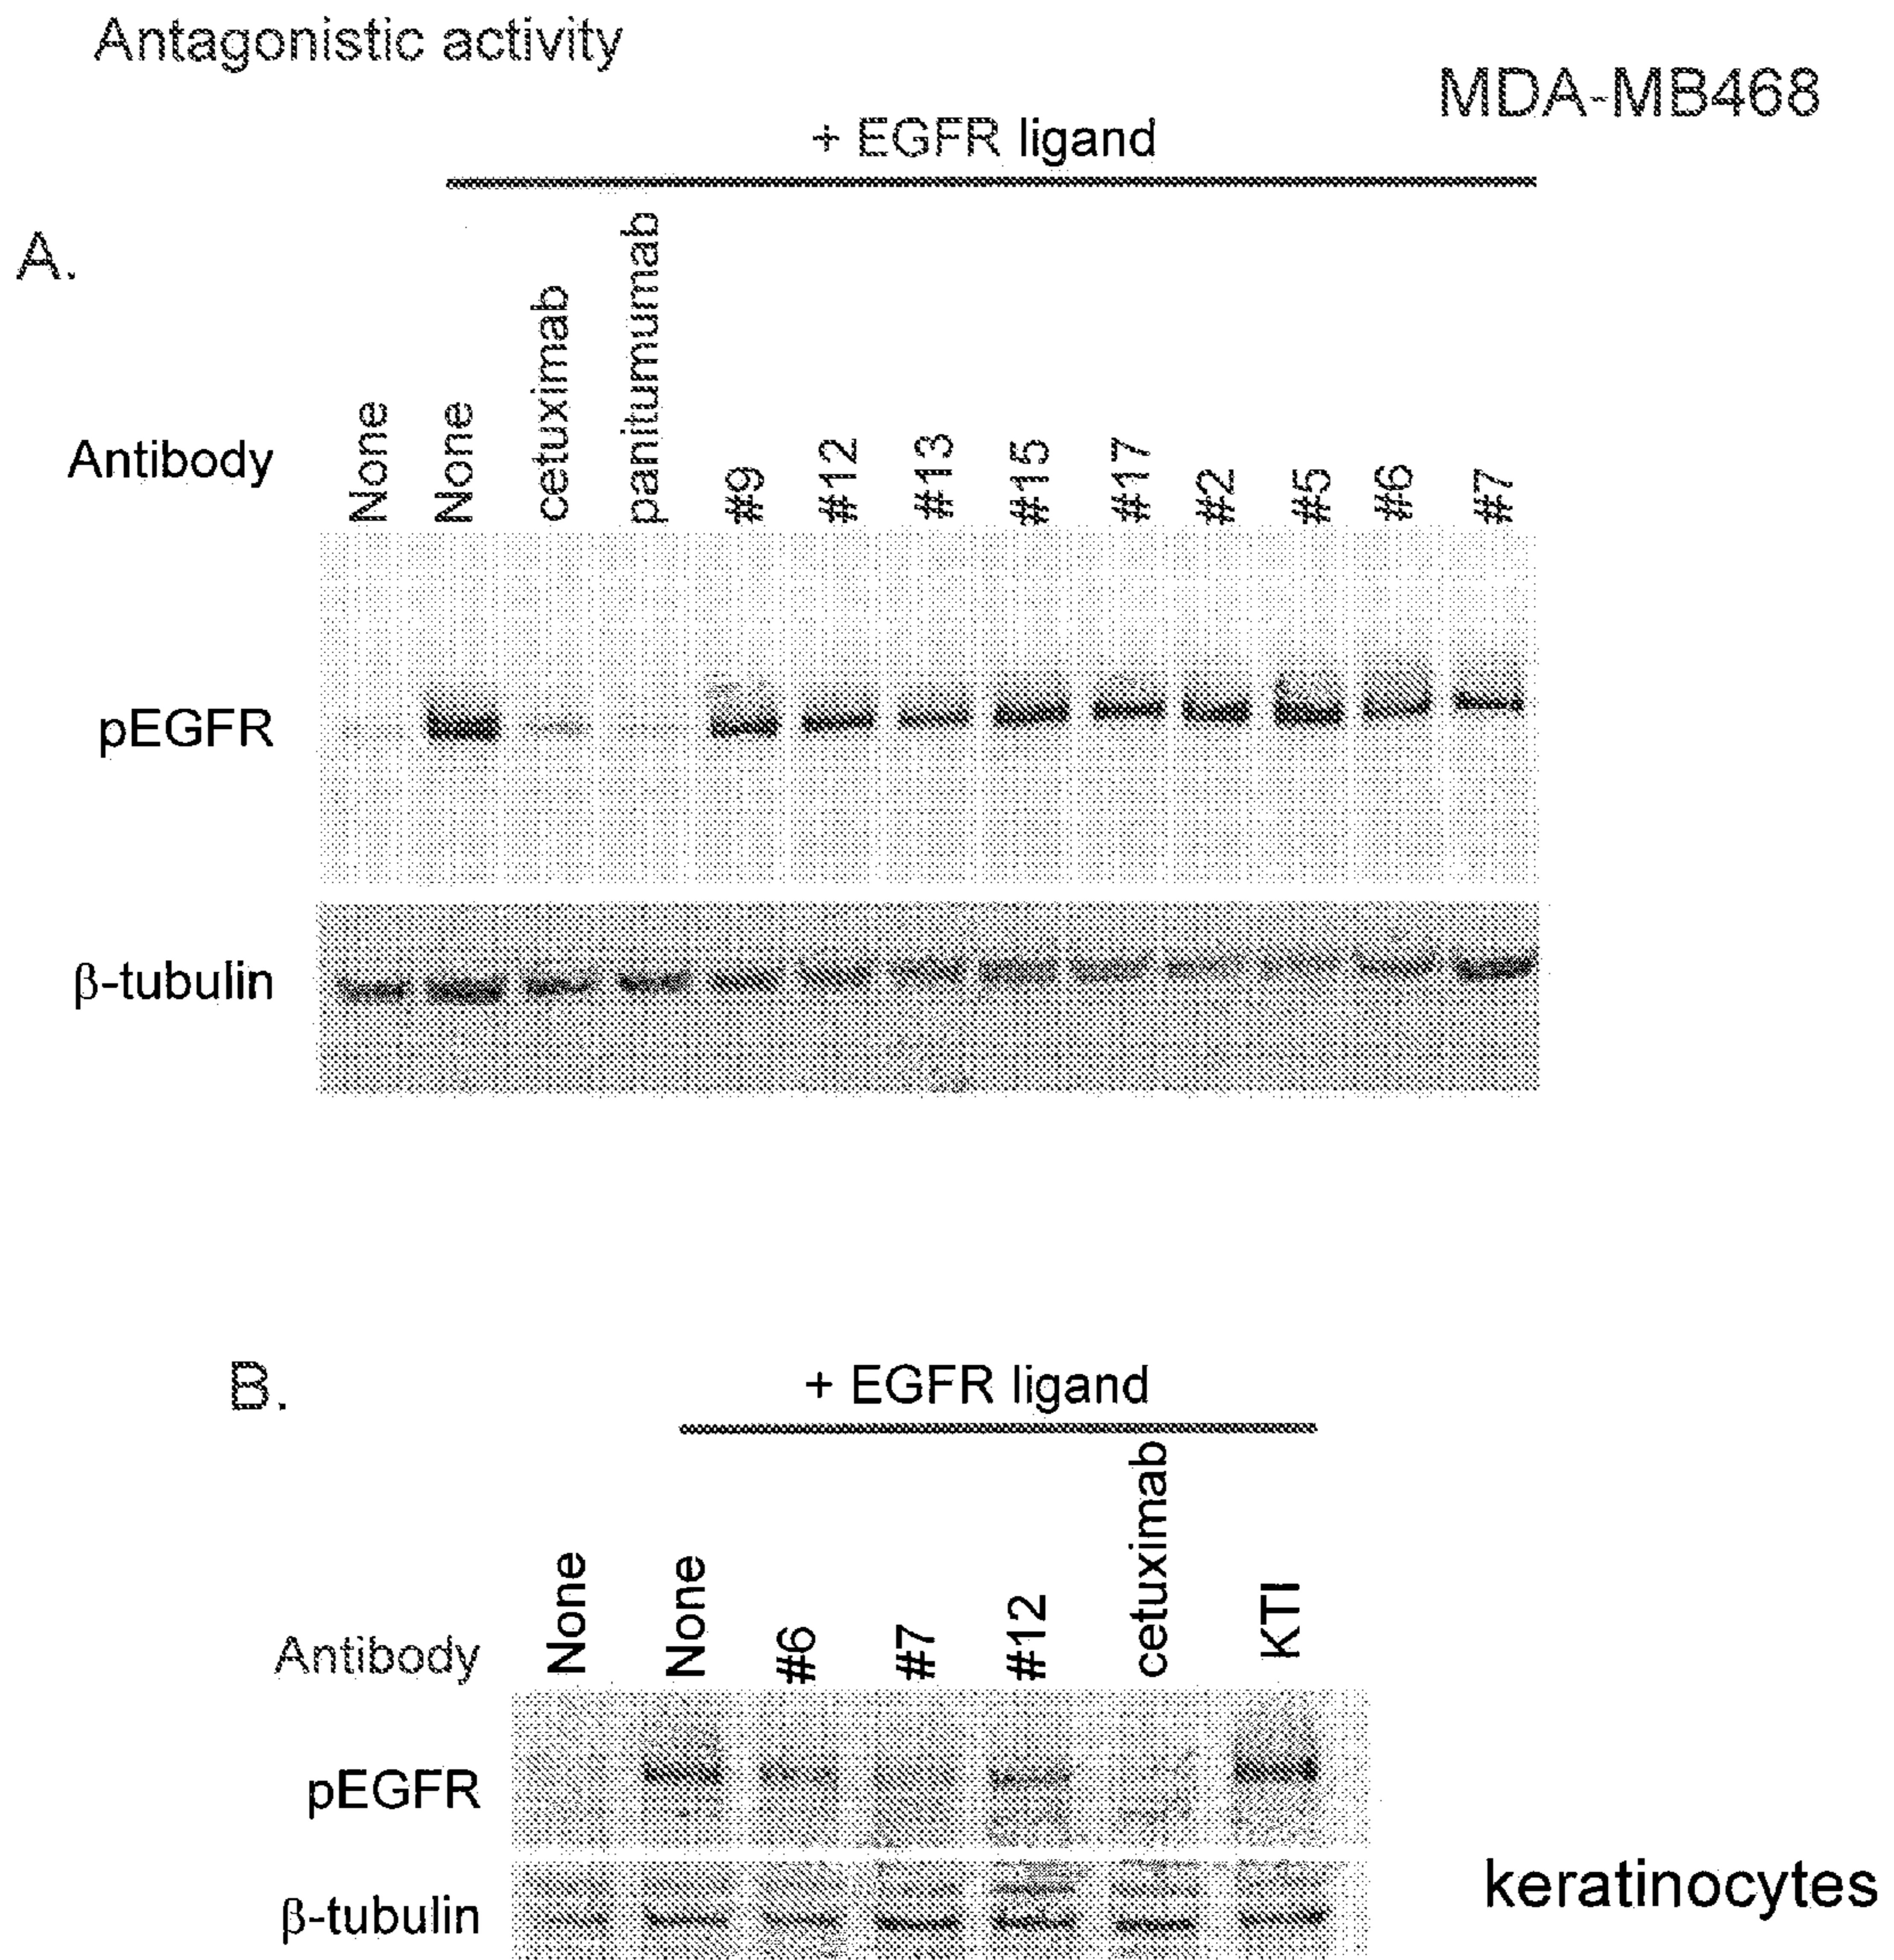 Antagonistic activity
MDA-MB468
+ EGFR ligand
A.
Antibody None None cetuximab panitumumab #9 #12 #13 #15 #17 #2 #5 #6 #7
pEGFR
β-tubulin
B.
+ EGFR ligand
Antibody None None #6 #7 #12 cetuximab KTI
pEGFR
β-tubulin
keratinocytes